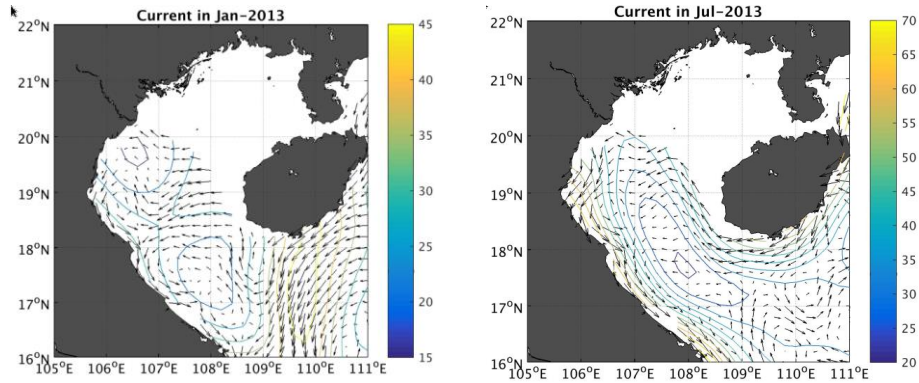 Current in Jan-2013
22°N
21°N
20°N
19°N
18°N
17°N
16°N
105°E 106°E 107°E 108°E 109°E 110°E 111°E
45
40
35
30
25
20
15
Current in Jul-2013
22°N
21°N
20°N
19°N
18°N
17°N
16°N
105°E 106°E 107°E 108°E 109°E 110°E 111°E
70
65
60
55
50
45
40
35
30
25
20